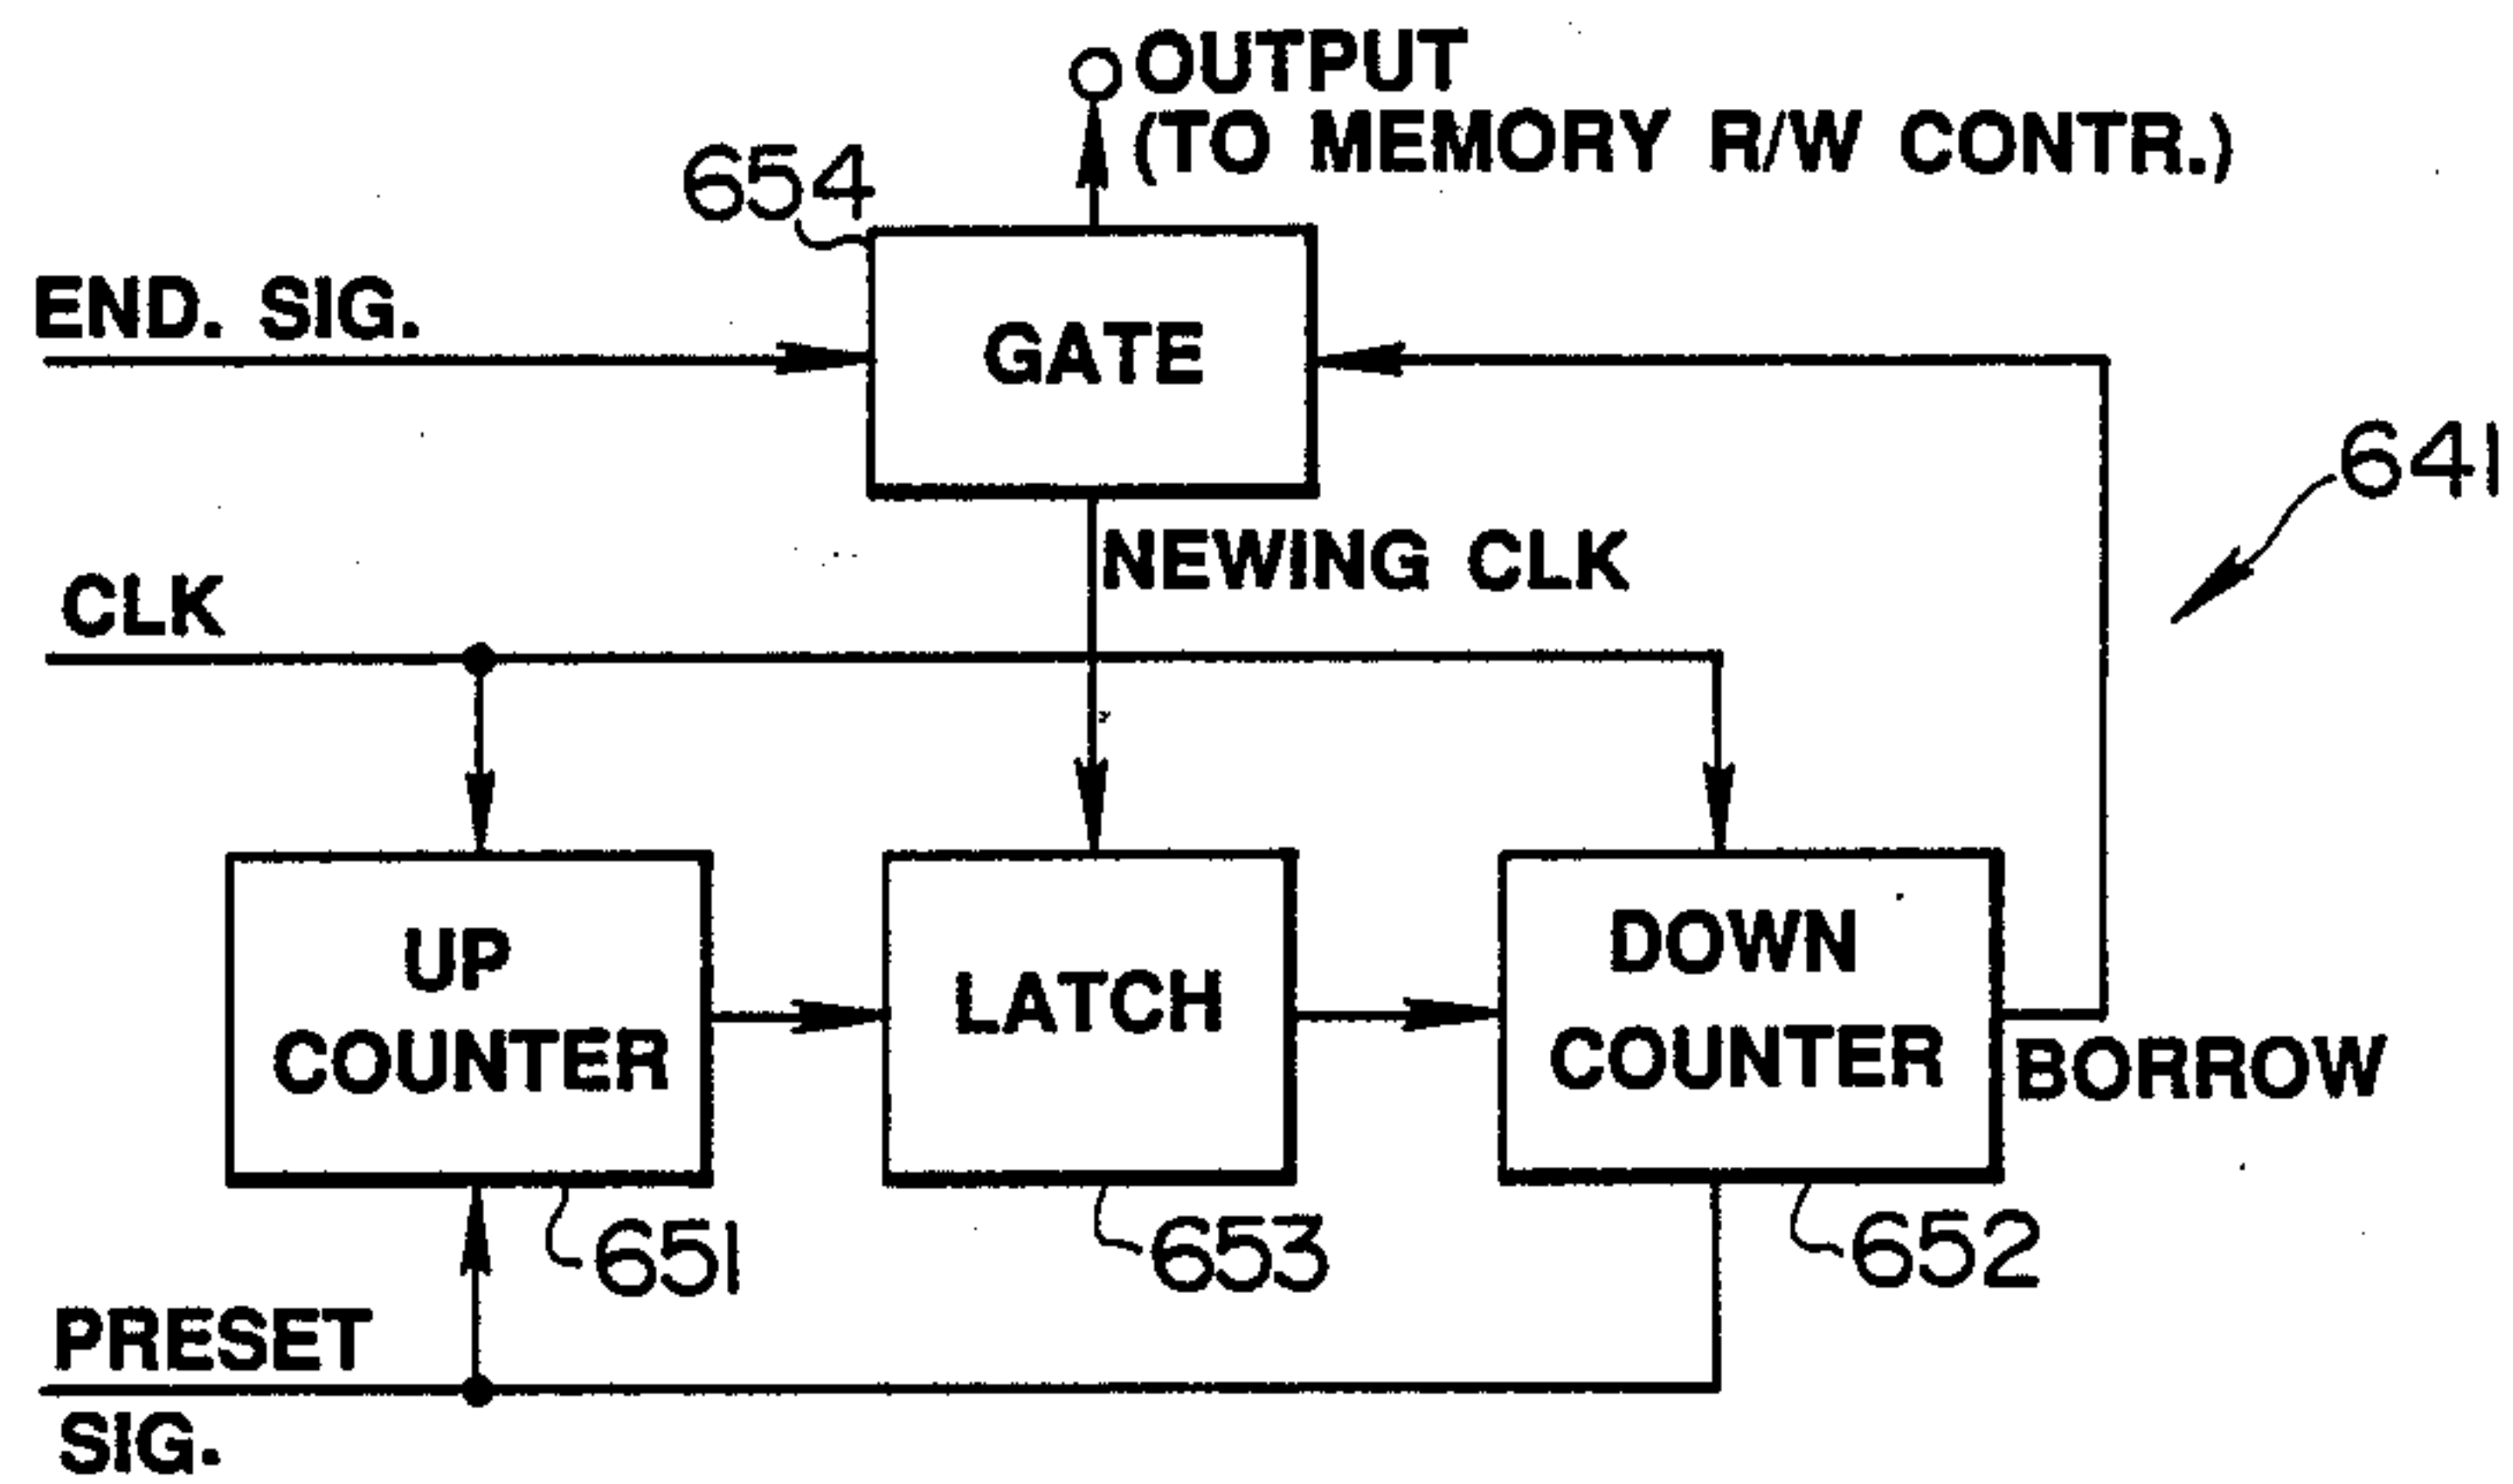 OUTPUT
(TO MEMORY R/W CONTR.)
654
END. SIG.
GATE
641
NEWING CLK
CLK
UP
COUNTER
LATCH
DOWN
COUNTER
BORROW
651
653
652
PRESET
SIG.